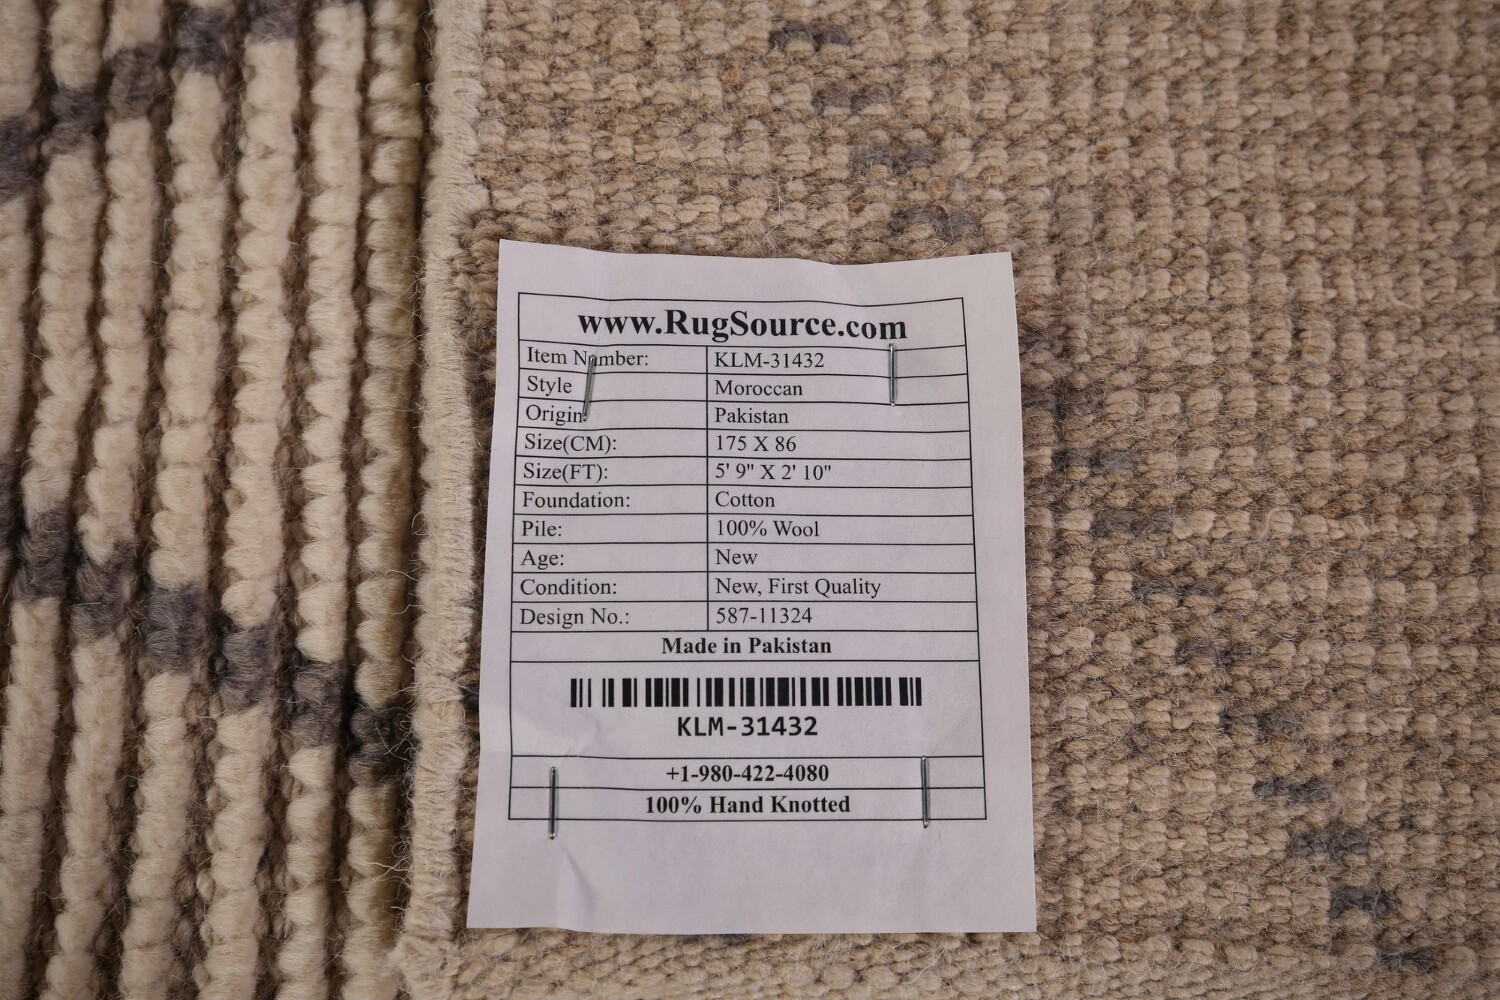 www.RugSource.com
Item Number: KLM-31432
Style Moroccan
Origin: Pakistan
Size(CM): 175 X 86
Size(FT): 5' 9" X 2' 10"
Foundation: Cotton
Pile: 100% Wool
Age: New
Condition: New, First Quality
Design No.: 587-11324
Made in Pakistan
KLM-31432
+1-980-422-4080
100% Hand Knotted